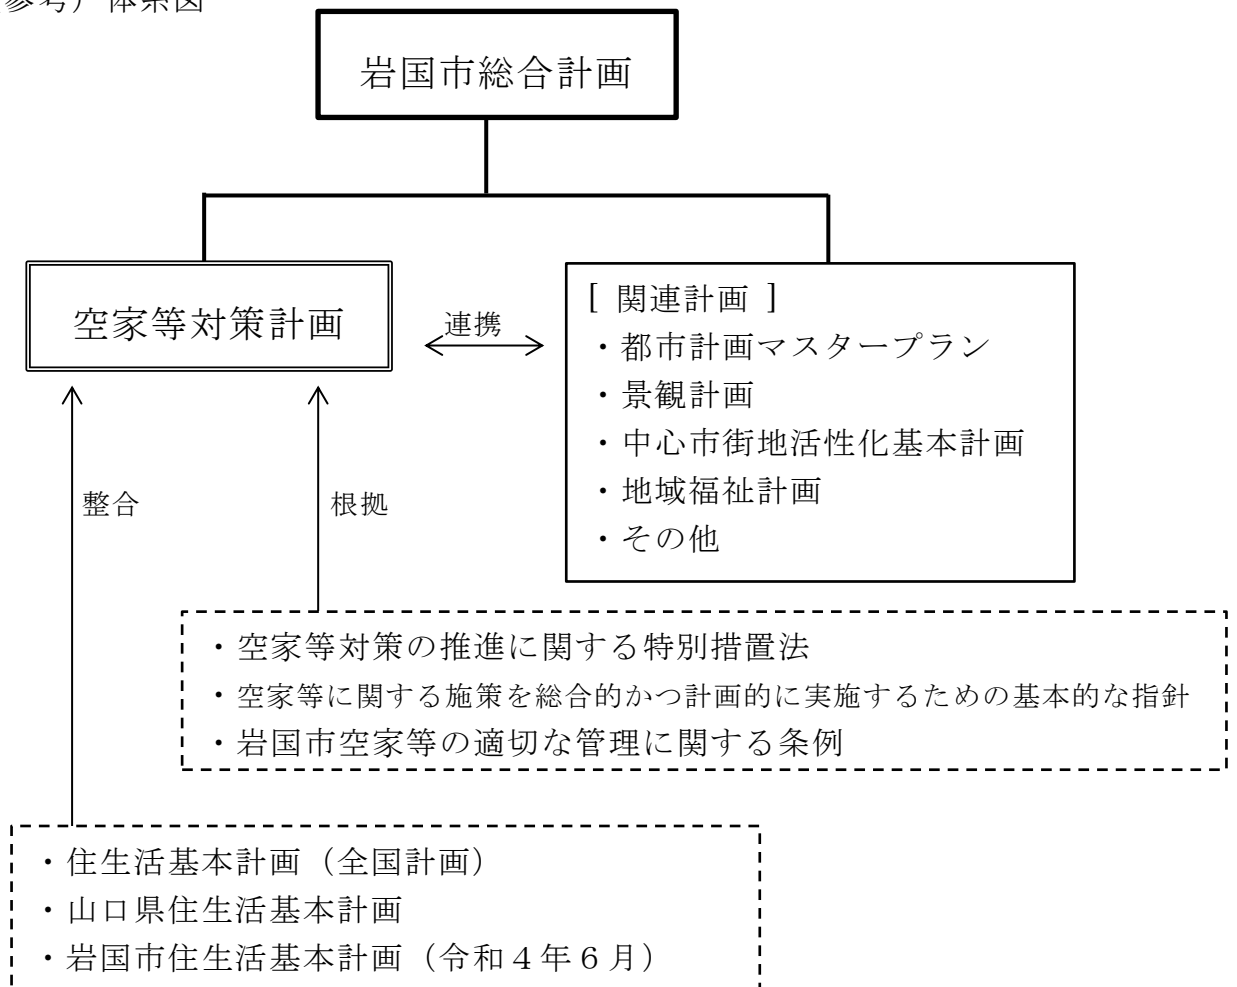 参考）体系図
岩国市総合計画
空家等対策計画
連携
[ 関連計画 ]
・都市計画マスタープラン
・景観計画
・中心市街地活性化基本計画
・地域福祉計画
・その他
整合
根拠
・空家等対策の推進に関する特別措置法
・空家等に関する施策を総合的かつ計画的に実施するための基本的な指針
・岩国市空家等の適切な管理に関する条例
・住生活基本計画（全国計画）
・山口県住生活基本計画
・岩国市住生活基本計画（令和４年６月）